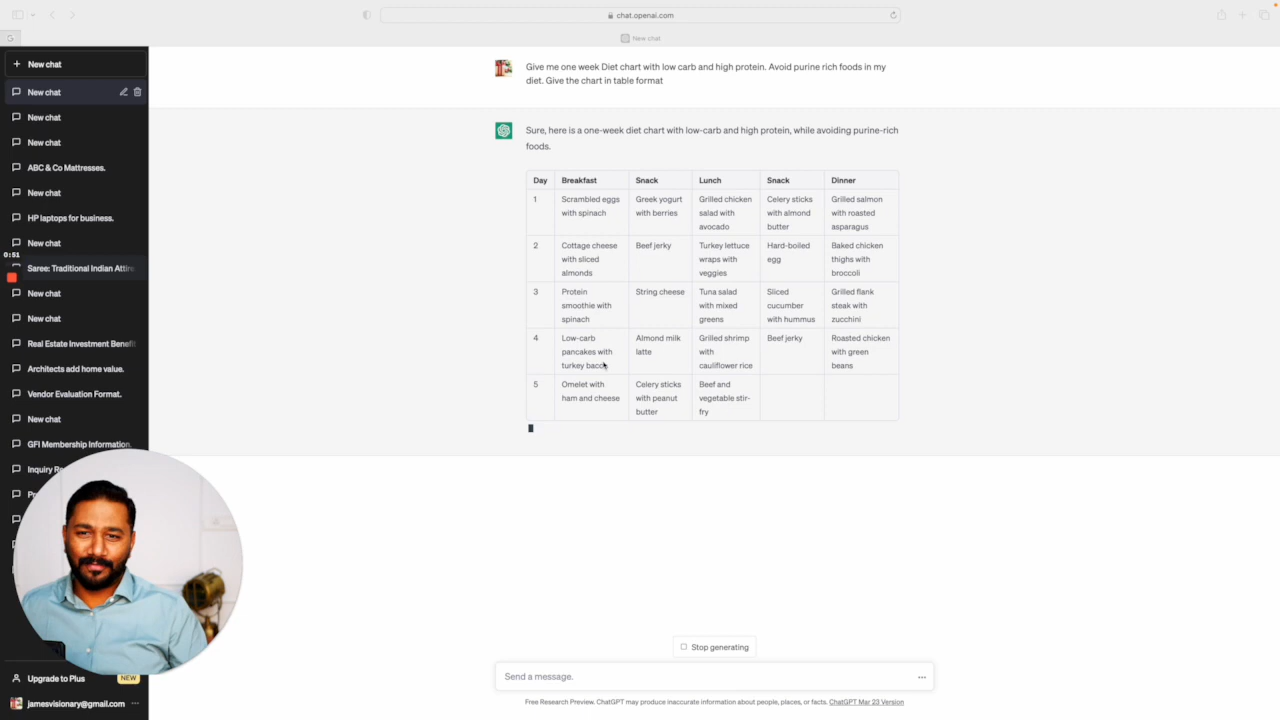 chat.openai.com
New chat
New chat
Give me one week Diet chart with low carb and high protein. Avoid purine rich foods in my
diet. Give the chart in table format
New chat
New chat
New chat
ABC & Co Mattresses.
New chat
HP laptops for business.
New chat
0:51
Saree: Traditional Indian Attire
New chat
New chat
Real Estate Investment Benefit
Architects add home value.
Vendor Evaluation Format.
New chat
GFI Membership Information.
Inquiry
Upgrade to Plus
NEW
jamesvisionary@gmail.com
Sure, here is a one-week diet chart with low-carb and high protein, while avoiding purine-rich
foods.
Day Breakfast Snack Lunch Snack Dinner
1 Scrambled eggs Greek yogurt Grilled chicken Celery sticks Grilled salmon
with spinach with berries salad with with almond with roasted
avocado butter asparagus
2 Cottage cheese Beef jerky Turkey lettuce Hard-boiled Baked chicken
with sliced wraps with egg thighs with
almonds veggies broccoli
3 Protein String cheese Tuna salad Sliced Grilled flank
smoothie with with mixed cucumber steak with
spinach greens with hummus zucchini
4 Low-carb Almond milk Grilled shrimp Beef jerky Roasted chicken
pancakes with latte with with green
turkey bacon cauliflower rice beans
5 Omelet with Celery sticks Beef and
ham and cheese with peanut vegetable stir-
butter fry
Stop generating
Send a message.
Free Research Preview. ChatGPT may produce inaccurate information about people, places, or facts. ChatGPT Mar 23 Version